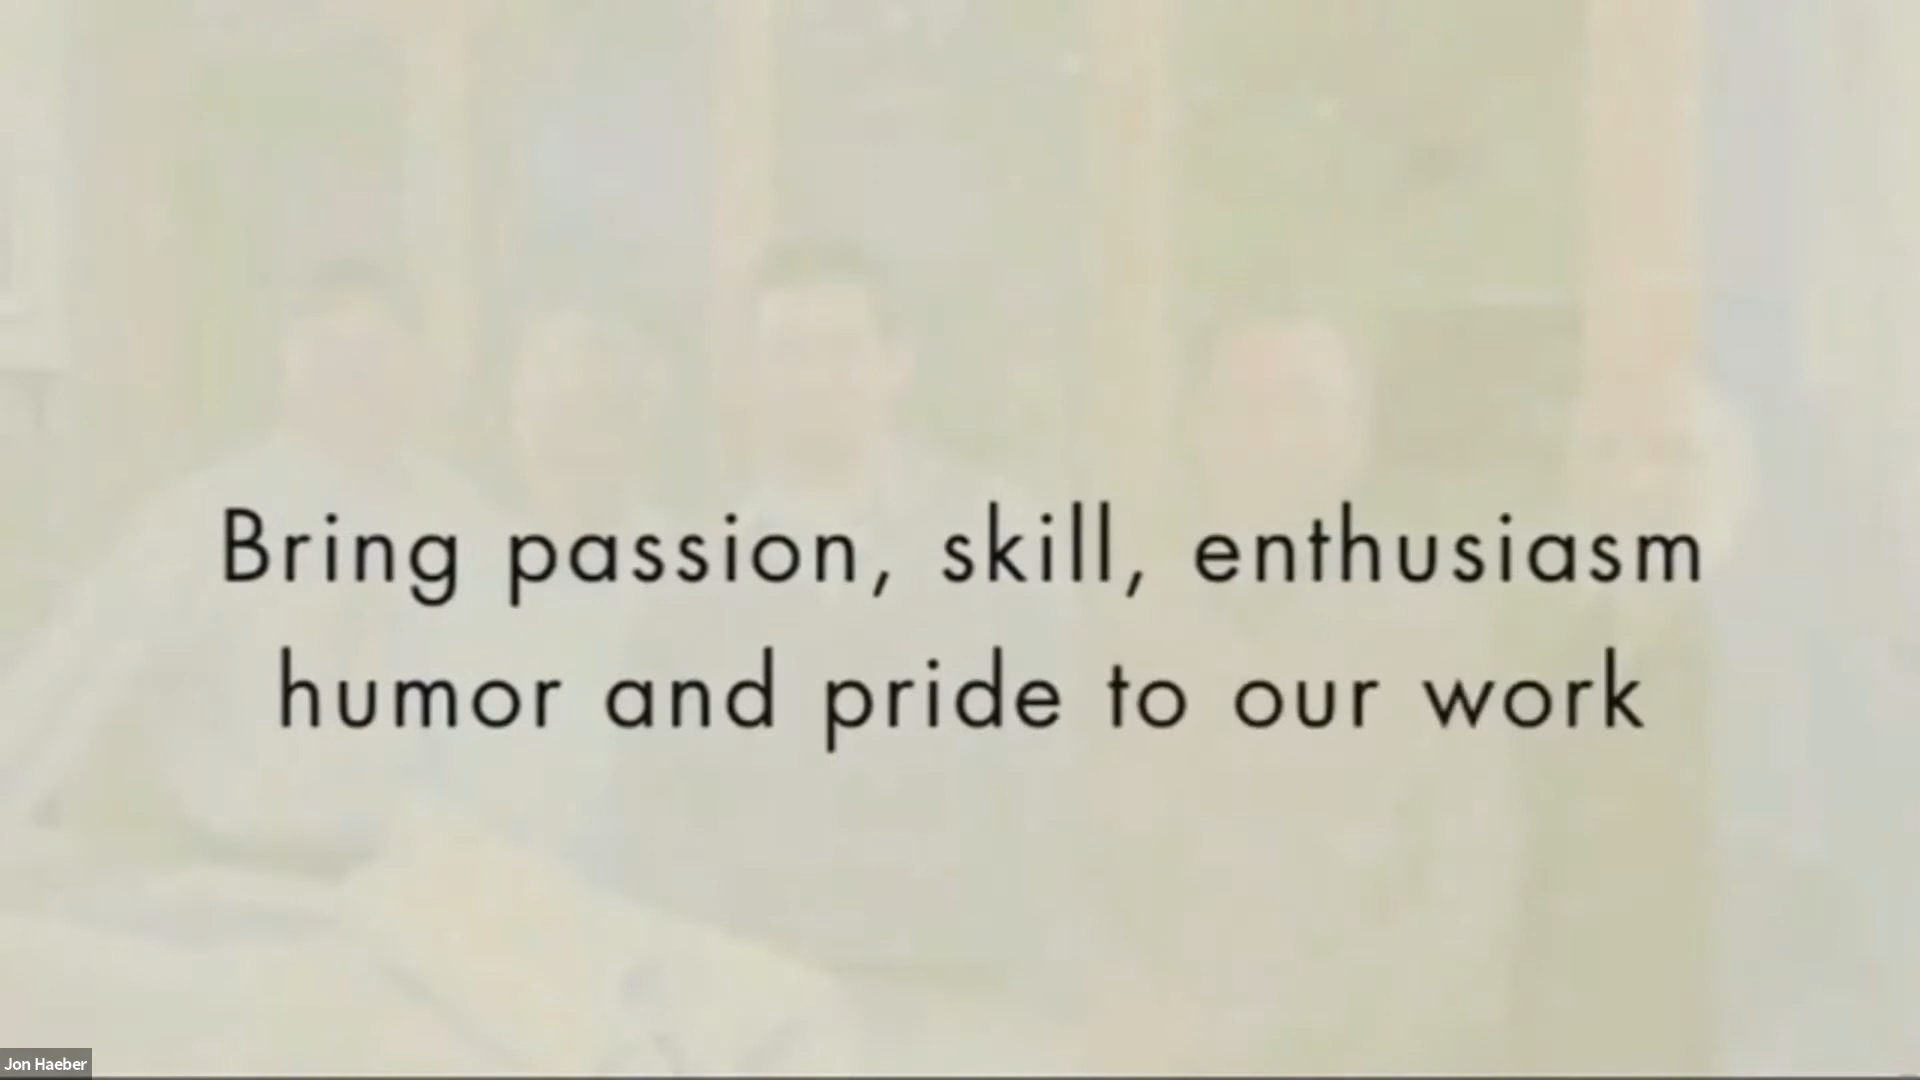 Bring passion, skill, enthusiasm
humor and pride to our work
Jon Haeber